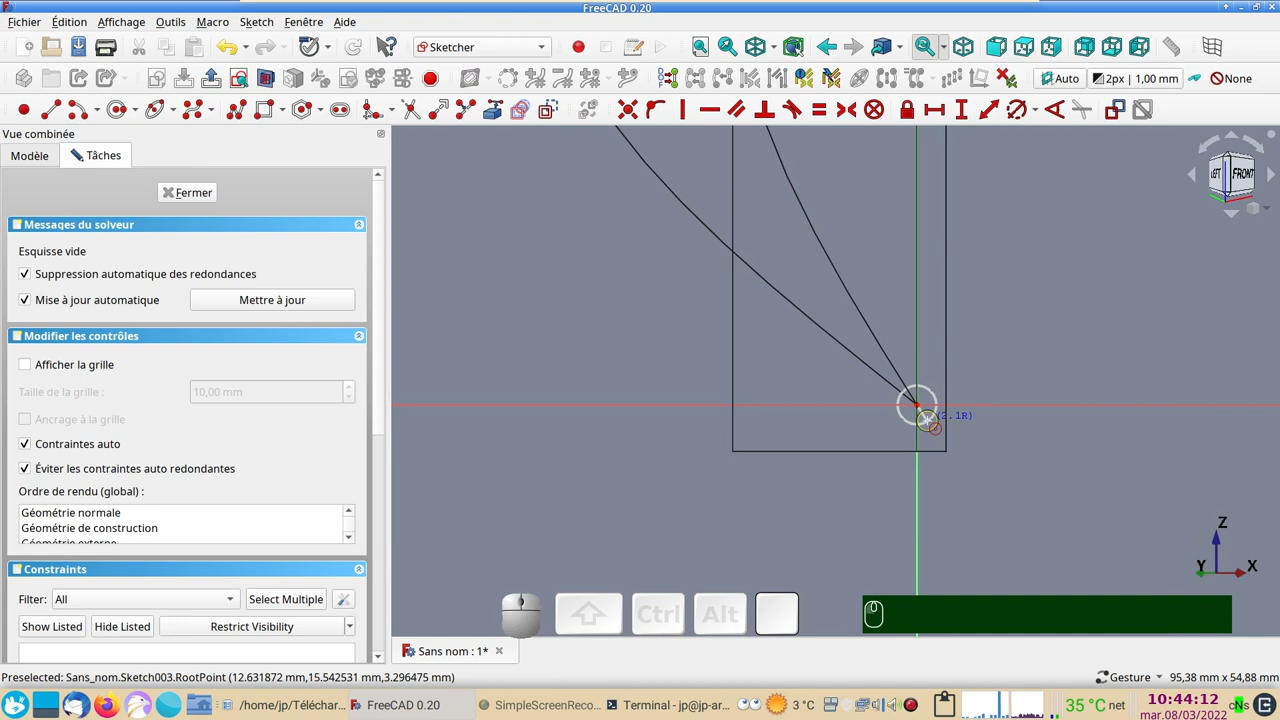 FreeCAD 0.20
Fichier Édition Affichage Outils Macro Sketch Fenêtre Aide
Sketcher
Auto 2px | 1,00 mm None
Vue combinée
Modèle Tâches
Fermer
Messages du solveur
Esquisse vide
Suppression automatique des redondances
Mise à jour automatique Mettre à jour
Modifier les contrôles
Afficher la grille
Taille de la grille : 10,00 mm
Ancrage à la grille
Contraintes auto
Éviter les contraintes auto redondantes
Ordre de rendu (global) :
Géométrie normale
Géométrie de construction
Géométrie externe
Constraints
Filter: All Select Multiple
Show Listed Hide Listed Restrict Visibility
LEFT FRONT
(2.1R)
Z
Y X
Ctrl Alt
Sans nom : 1*
Preselected: Sans_nom.Sketch003.RootPoint (12.631872 mm,15.542531 mm,3.296475 mm) Gesture 95,38 mm x 54,88 mm
/home/jp/Téléchar... FreeCAD 0.20 SimpleScreenReco... Terminal - jp@jp-ar... 3°C 35°C net 10:44:12
mar.08/03/2022